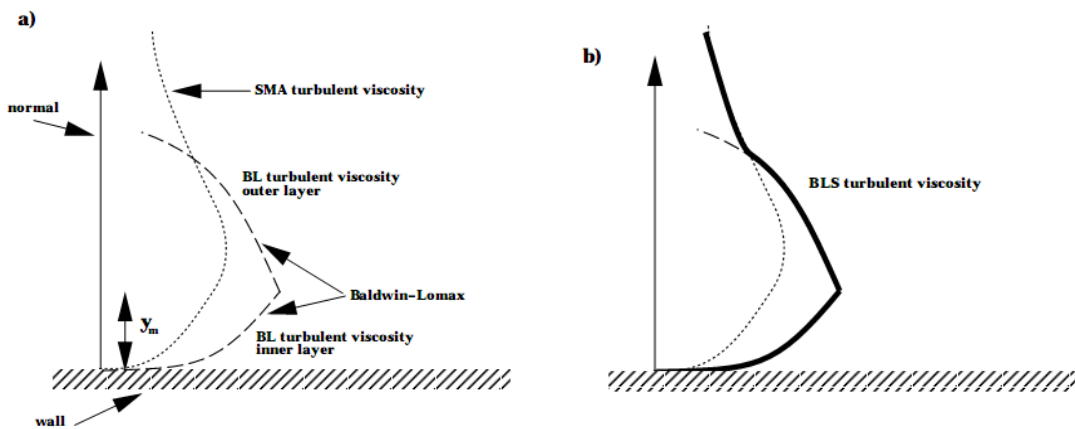 a)
SMA turbulent viscosity
normal
BL turbulent viscosity
outer layer
Baldwin-Lomax
ym
BL turbulent viscosity
inner layer
wall
b)
BLS turbulent viscosity